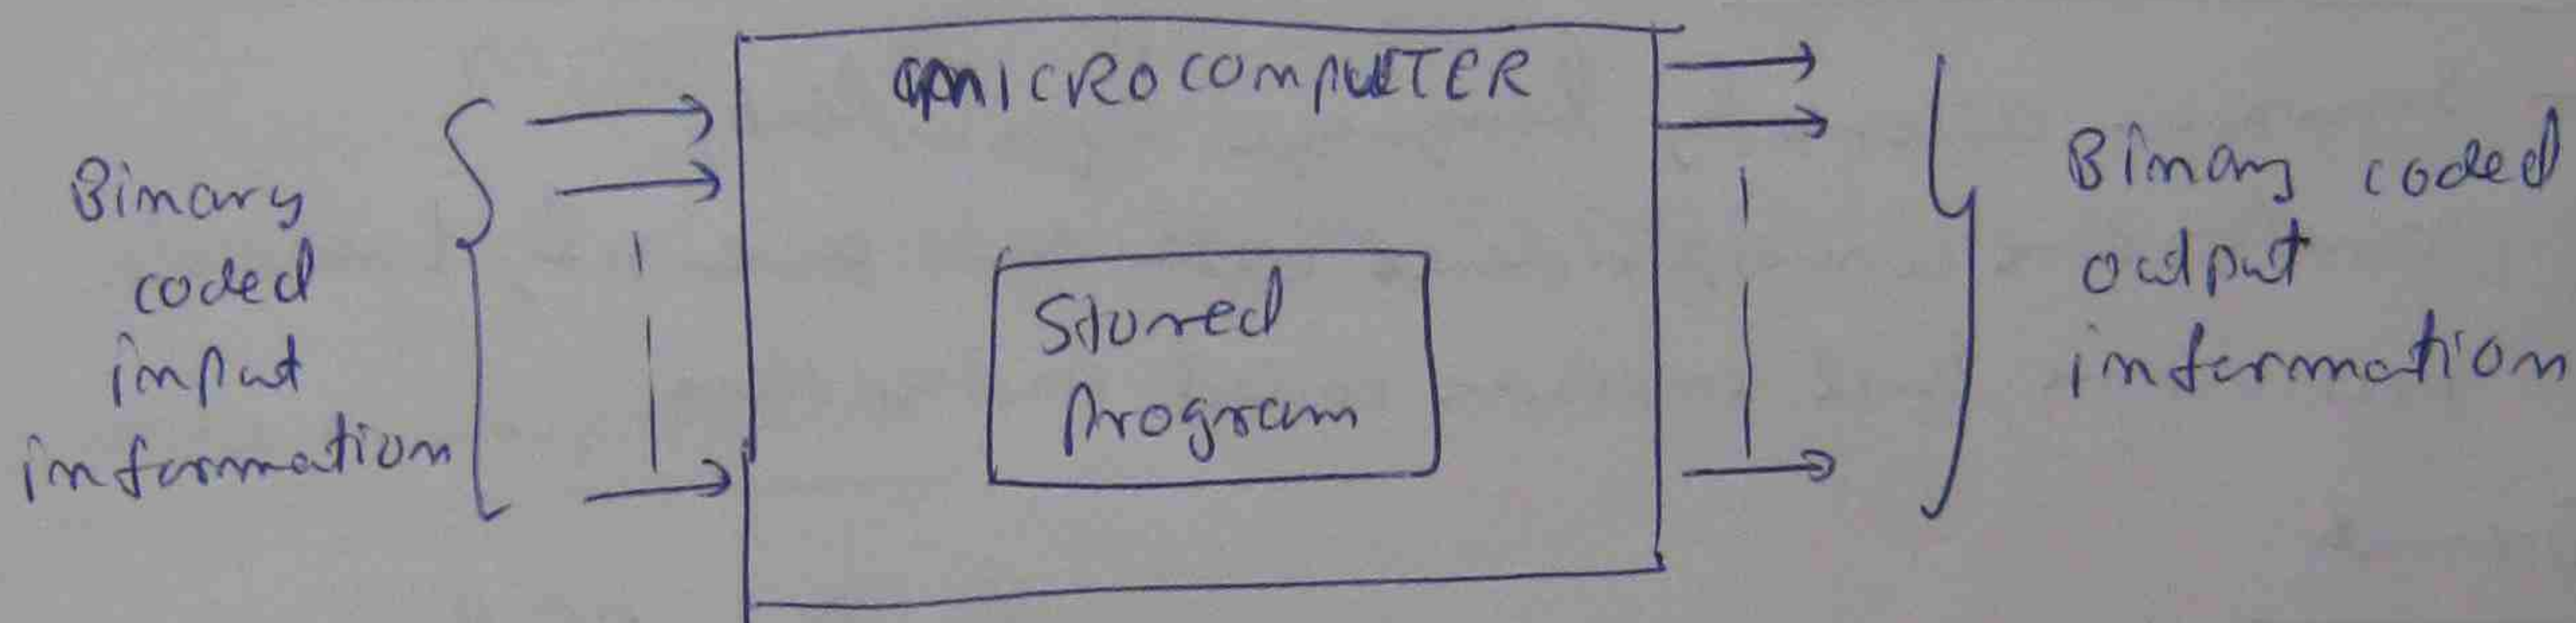 MICROCOMPUTER
Binary
coded
input
information
Stored
Program
Binary coded
output
information